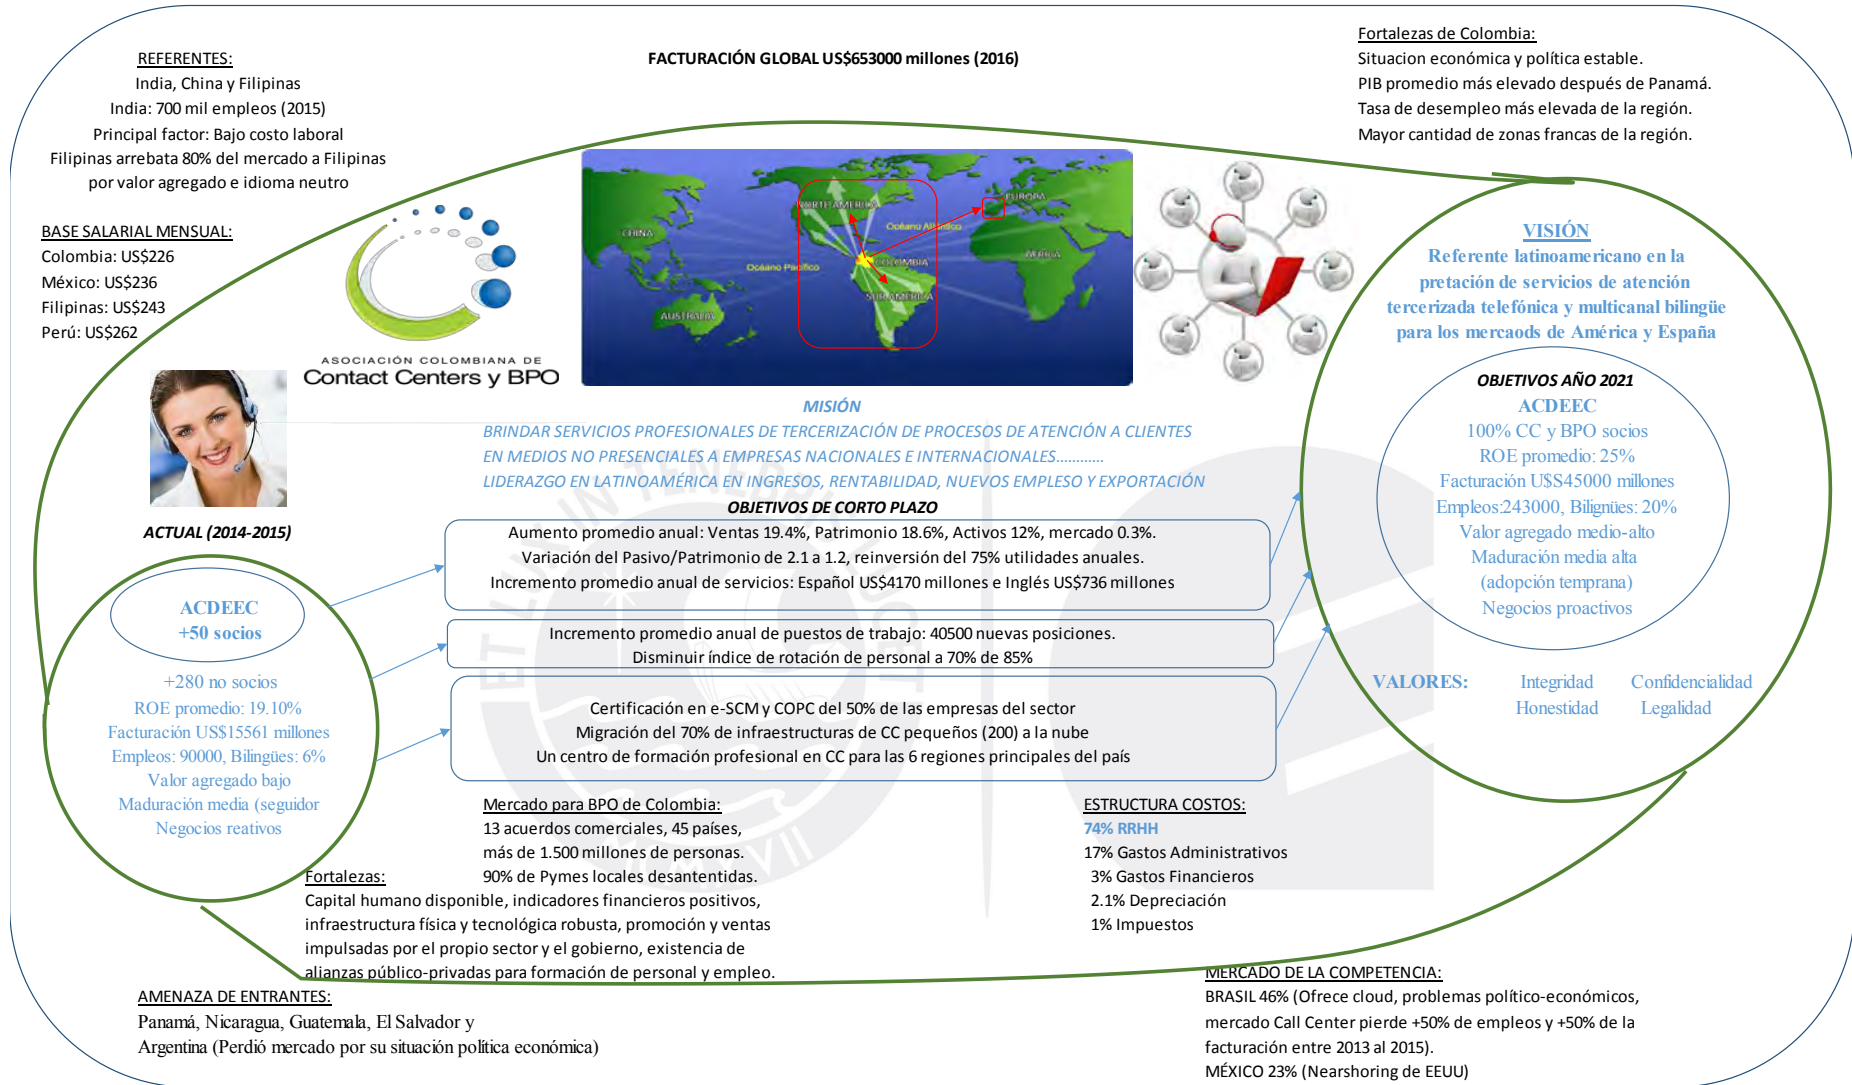 FACTURACIÓN GLOBAL US$653000 millones (2016)
REFERENTES:
India, China y Filipinas
India: 700 mil empleos (2015)
Principal factor: Bajo costo laboral
Filipinas arrebata 80% del mercado a Filipinas
por valor agregado e idioma neutro
Fortalezas de Colombia:
Situacion económica y política estable.
PIB promedio más elevado después de Panamá.
Tasa de desempleo más elevada de la región.
Mayor cantidad de zonas francas de la región.
BASE SALARIAL MENSUAL:
Colombia: US$226
México: US$236
Filipinas: US$243
Perú: US$262
ASOCIACIÓN COLOMBIANA DE
Contact Centers y BPO
NORTH AMERICA
EUROPA
CHINA
Océano Atlántico
Océano Pacífico
COLOMBIA
AFRICA
SUR AMÉRICA
AUSTRALIA
VISIÓN
Referente latinoamericano en la
pretación de servicios de atención
tercerizada telefónica y multicanal bilingüe
para los mercaods de América y España
OBJETIVOS AÑO 2021
ACDEEC
100% CC y BPO socios
ROE promedio: 25%
Facturación U$S45000 millones
Empleos:243000, Bilignües: 20%
Valor agregado medio-alto
Maduración media alta
(adopción temprana)
Negocios proactivos
VALORES:
Integridad Confidencialidad
Honestidad Legalidad
MISIÓN
BRINDAR SERVICIOS PROFESIONALES DE TERCERIZACIÓN DE PROCESOS DE ATENCIÓN A CLIENTES
EN MEDIOS NO PRESENCIALES A EMPRESAS NACIONALES E INTERNACIONALES............
LIDERAZGO EN LATINOAMÉRICA EN INGRESOS, RENTABILIDAD, NUEVOS EMPLESO Y EXPORTACIÓN
OBJETIVOS DE CORTO PLAZO
Aumento promedio anual: Ventas 19.4%, Patrimonio 18.6%, Activos 12%, mercado 0.3%.
Variación del Pasivo/Patrimonio de 2.1 a 1.2, reinversión del 75% utilidades anuales.
Incremento promedio anual de servicios: Español US$4170 millones e Inglés US$736 millones
Incremento promedio anual de puestos de trabajo: 40500 nuevas posiciones.
Disminuir índice de rotación de personal a 70% de 85%
Certificación en e-SCM y COPC del 50% de las empresas del sector
Migración del 70% de infraestructuras de CC pequeños (200) a la nube
Un centro de formación profesional en CC para las 6 regiones principales del país
ACTUAL (2014-2015)
ACDEEC
+50 socios
+280 no socios
ROE promedio: 19.10%
Facturación US$15561 millones
Empleos: 90000, Bilingües: 6%
Valor agregado bajo
Maduración media (seguidor
Negocios reativos
Mercado para BPO de Colombia:
13 acuerdos comerciales, 45 países,
más de 1.500 millones de personas.
90% de Pymes locales desantentidas.
ESTRUCTURA COSTOS:
74% RRHH
17% Gastos Administrativos
3% Gastos Financieros
2.1% Depreciación
1% Impuestos
Fortalezas:
Capital humano disponible, indicadores financieros positivos,
infraestructura física y tecnológica robusta, promoción y ventas
impulsadas por el propio sector y el gobierno, existencia de
alianzas público-privadas para formación de personal y empleo.
AMENAZA DE ENTRANTES:
Panamá, Nicaragua, Guatemala, El Salvador y
Argentina (Perdió mercado por su situación política económica)
MERCADO DE LA COMPETENCIA:
BRASIL 46% (Ofrece cloud, problemas político-económicos,
mercado Call Center pierde +50% de empleos y +50% de la
facturación entre 2013 al 2015).
MÉXICO 23% (Nearshoring de EEUU)
ET LUX IN TENEBRIS LUCET